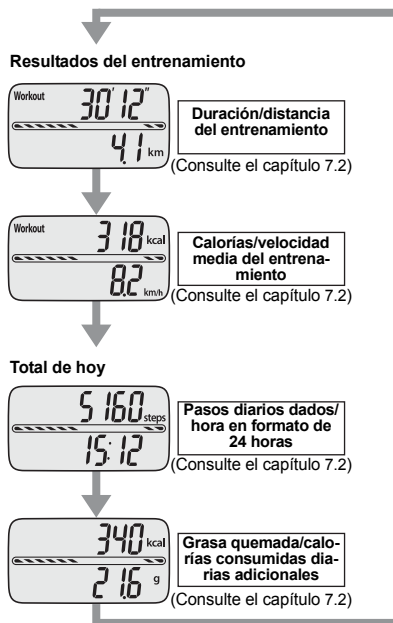 Resultados del entrenamiento
Workout 30'12"
4.1 km
Duración/distancia
del entrenamiento
(Consulte el capítulo 7.2)
Workout 318 kcal
8.2 km/h
Calorías/velocidad
media del entrena-
miento
(Consulte el capítulo 7.2)
Total de hoy
5160 steps
15:12
Pasos diarios dados/
hora en formato de
24 horas
(Consulte el capítulo 7.2)
340 kcal
21.6 g
Grasa quemada/calo-
rías consumidas dia-
rias adicionales
(Consulte el capítulo 7.2)